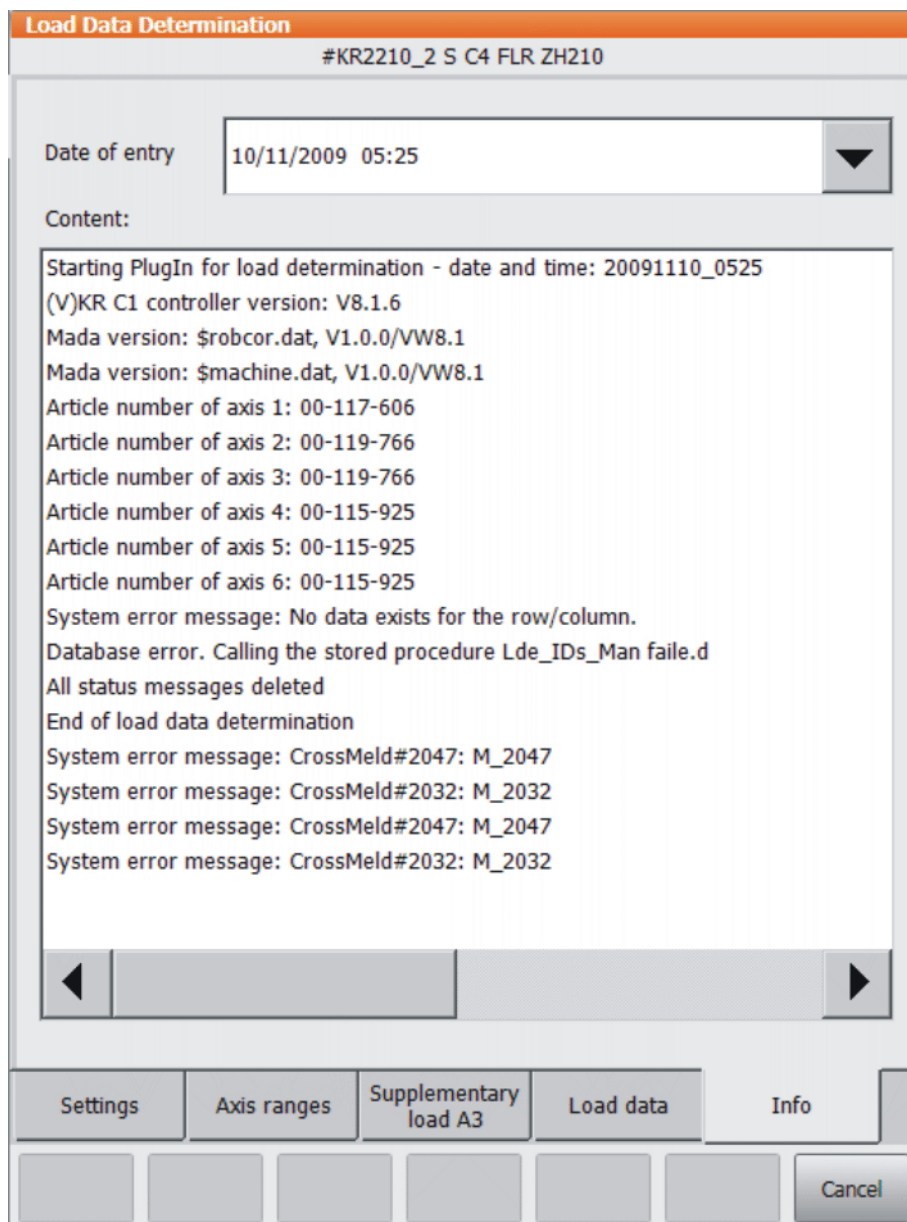 Load Data Determination
#KR2210_2 S C4 FLR ZH210
Date of entry
10/11/2009 05:25
Content:
Starting PlugIn for load determination - date and time: 20091110_0525
(V)KR C1 controller version: V8.1.6
Mada version: $robcor.dat, V1.0.0/VW8.1
Mada version: $machine.dat, V1.0.0/VW8.1
Article number of axis 1: 00-117-606
Article number of axis 2: 00-119-766
Article number of axis 3: 00-119-766
Article number of axis 4: 00-115-925
Article number of axis 5: 00-115-925
Article number of axis 6: 00-115-925
System error message: No data exists for the row/column.
Database error. Calling the stored procedure Lde_IDs_Man faile.d
All status messages deleted
End of load data determination
System error message: CrossMeld#2047: M_2047
System error message: CrossMeld#2032: M_2032
System error message: CrossMeld#2047: M_2047
System error message: CrossMeld#2032: M_2032
Settings
Axis ranges
Supplementary
load A3
Load data
Info
Cancel